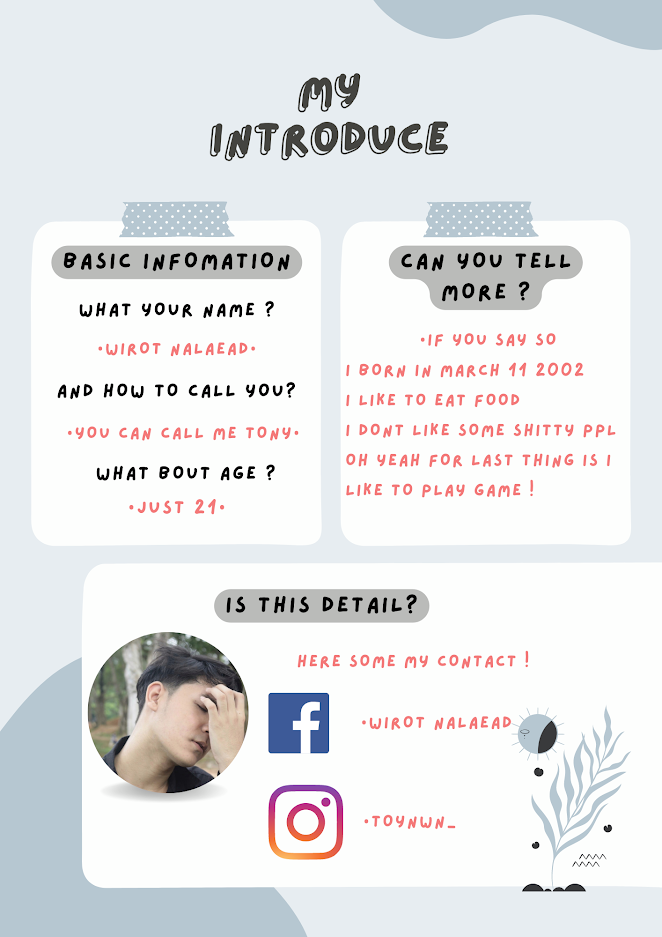 MY
INTRODUCE
BASIC INFOMATION
WHAT YOUR NAME ?
•WIROT NALAEAD•
AND HOW TO CALL YOU?
•YOU CAN CALL ME TONY•
WHAT BOUT AGE ?
•JUST 21•
CAN YOU TELL
MORE ?
•IF YOU SAY SO
I BORN IN MARCH 11 2002
I LIKE TO EAT FOOD
I DONT LIKE SOME SHITTY PPL
OH YEAH FOR LAST THING IS I
LIKE TO PLAY GAME !
IS THIS DETAIL?
HERE SOME MY CONTACT !
•WIROT NALAEAD
•TOYNWN_